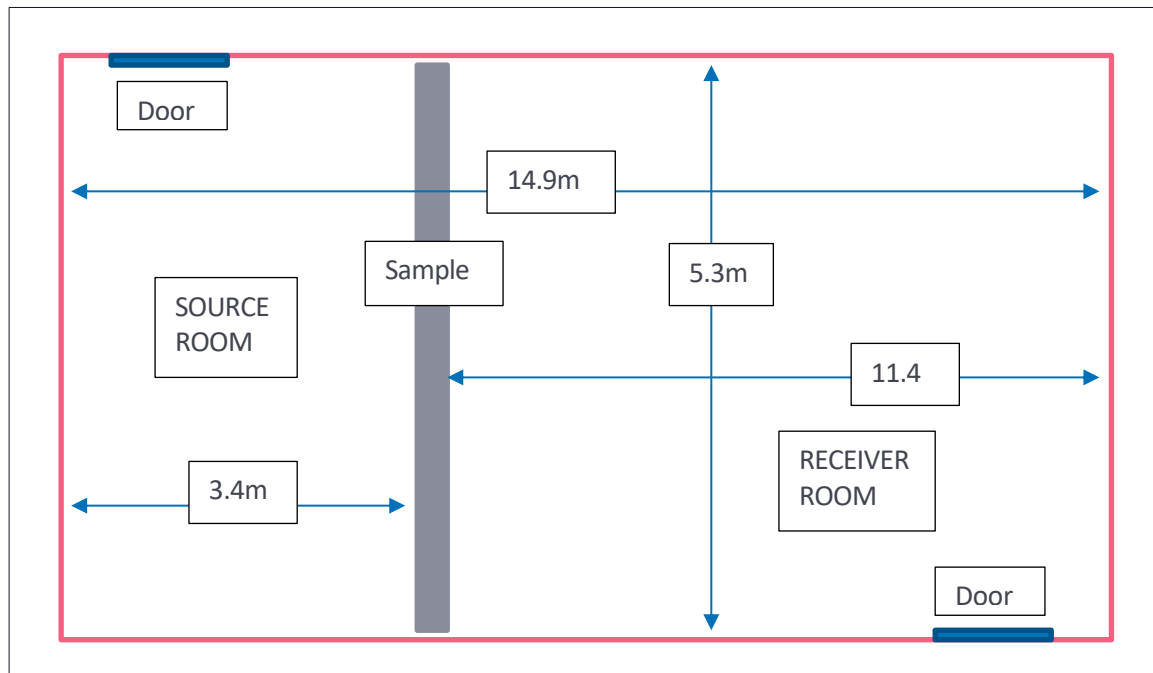 Door
14.9m
Sample
5.3m
SOURCE
ROOM
11.4
RECEIVER
ROOM
3.4m
Door